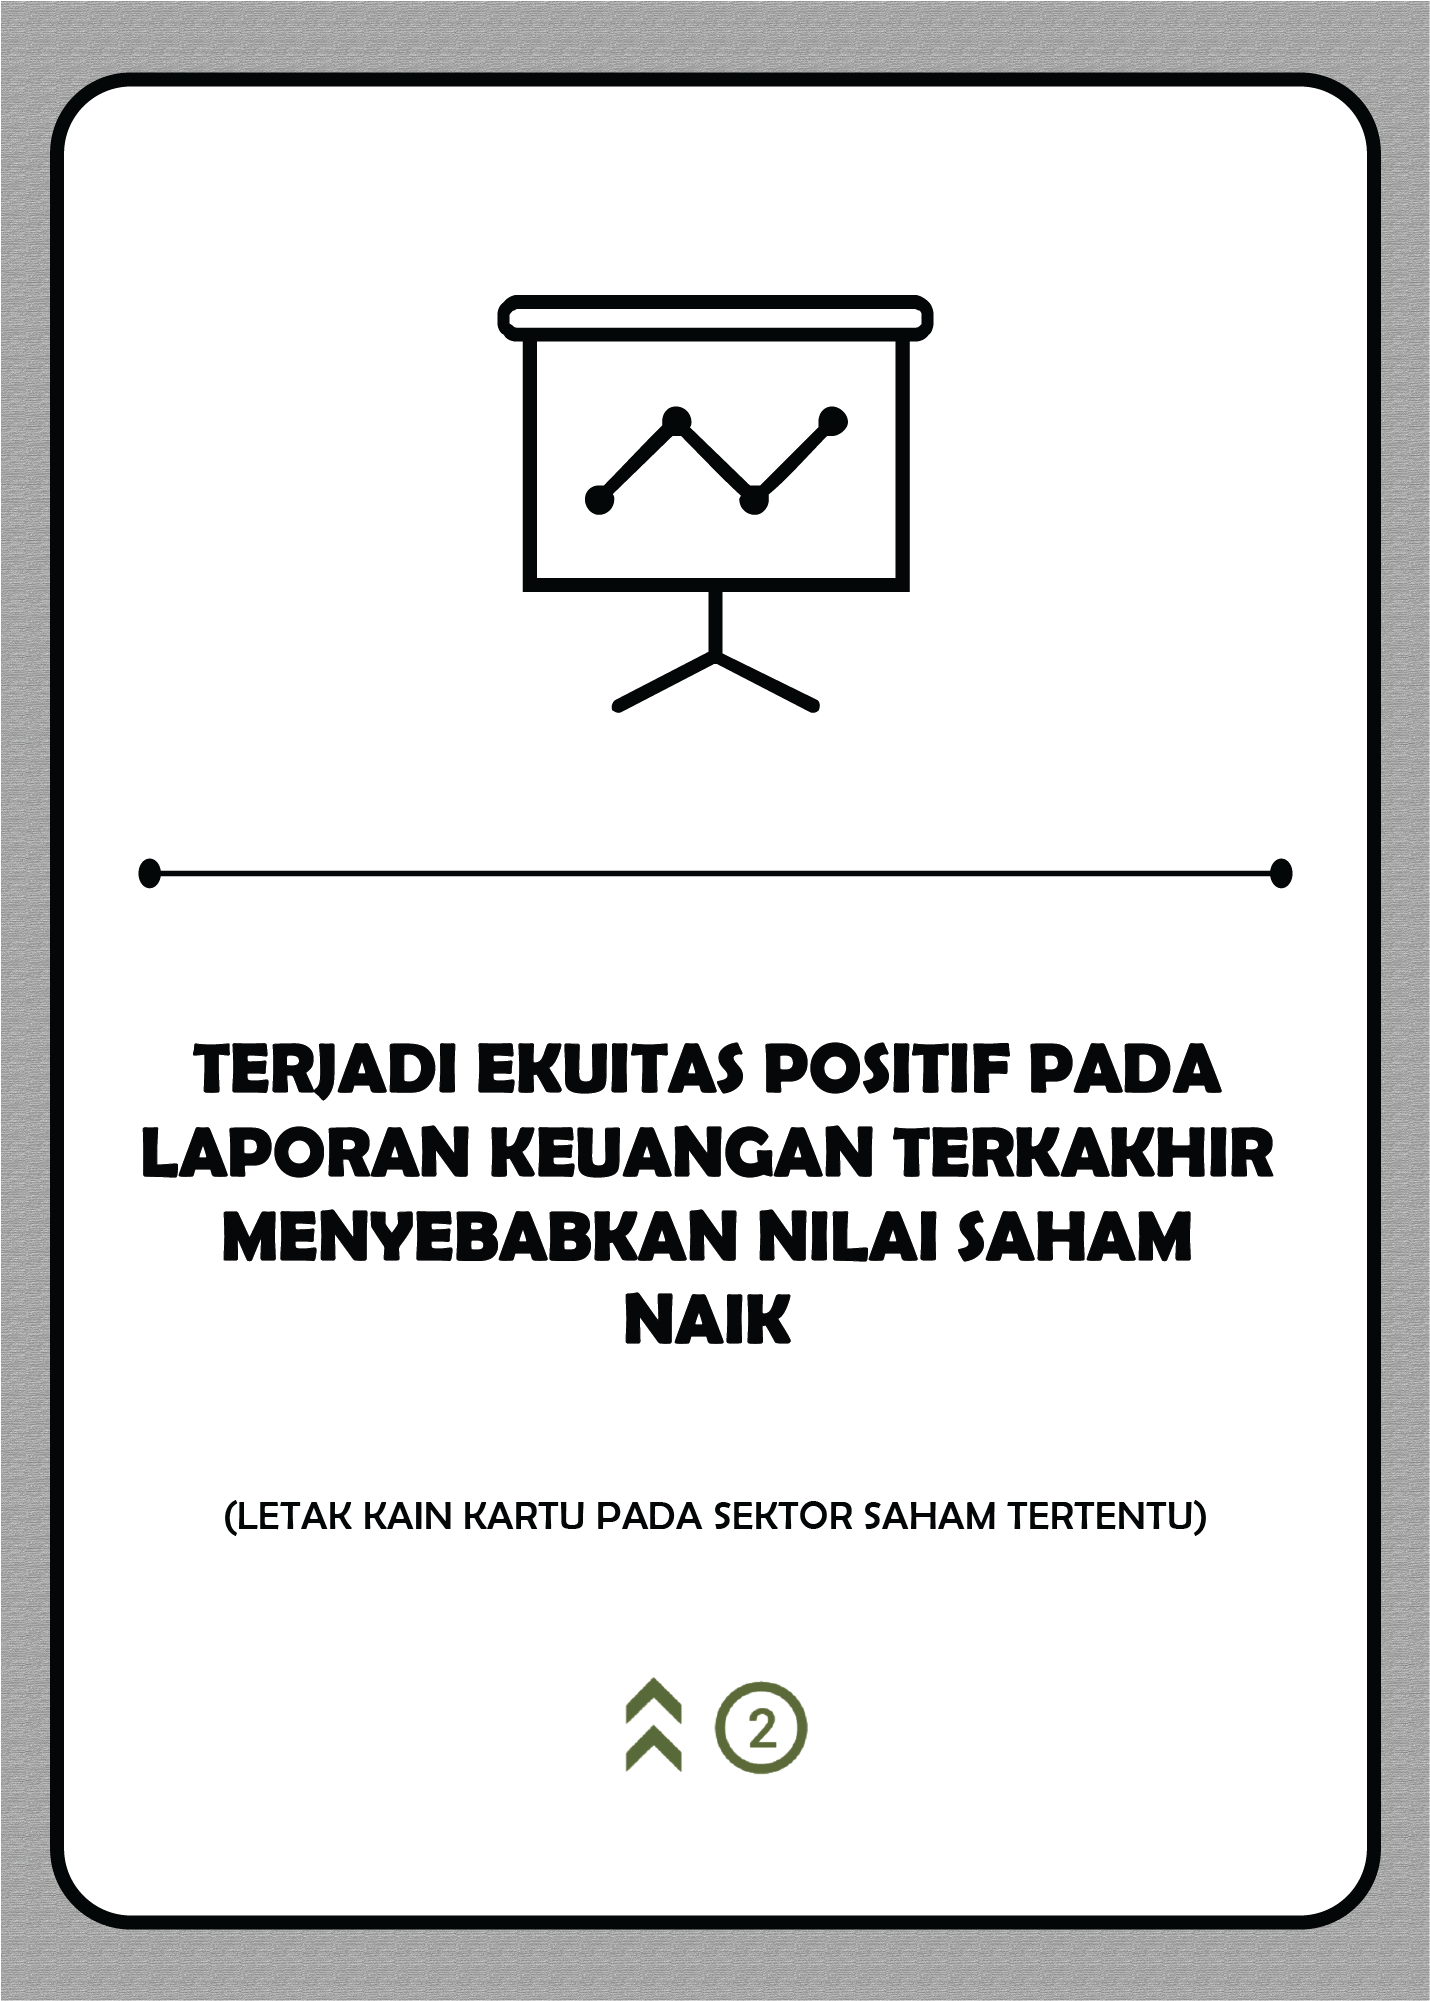 TERJADI EKUITAS POSITIF PADA
LAPORAN KEUANGAN TERKAKHIR
MENYEBABKAN NILAI SAHAM
NAIK
(LETAK KAIN KARTU PADA SEKTOR SAHAM TERTENTU)
2